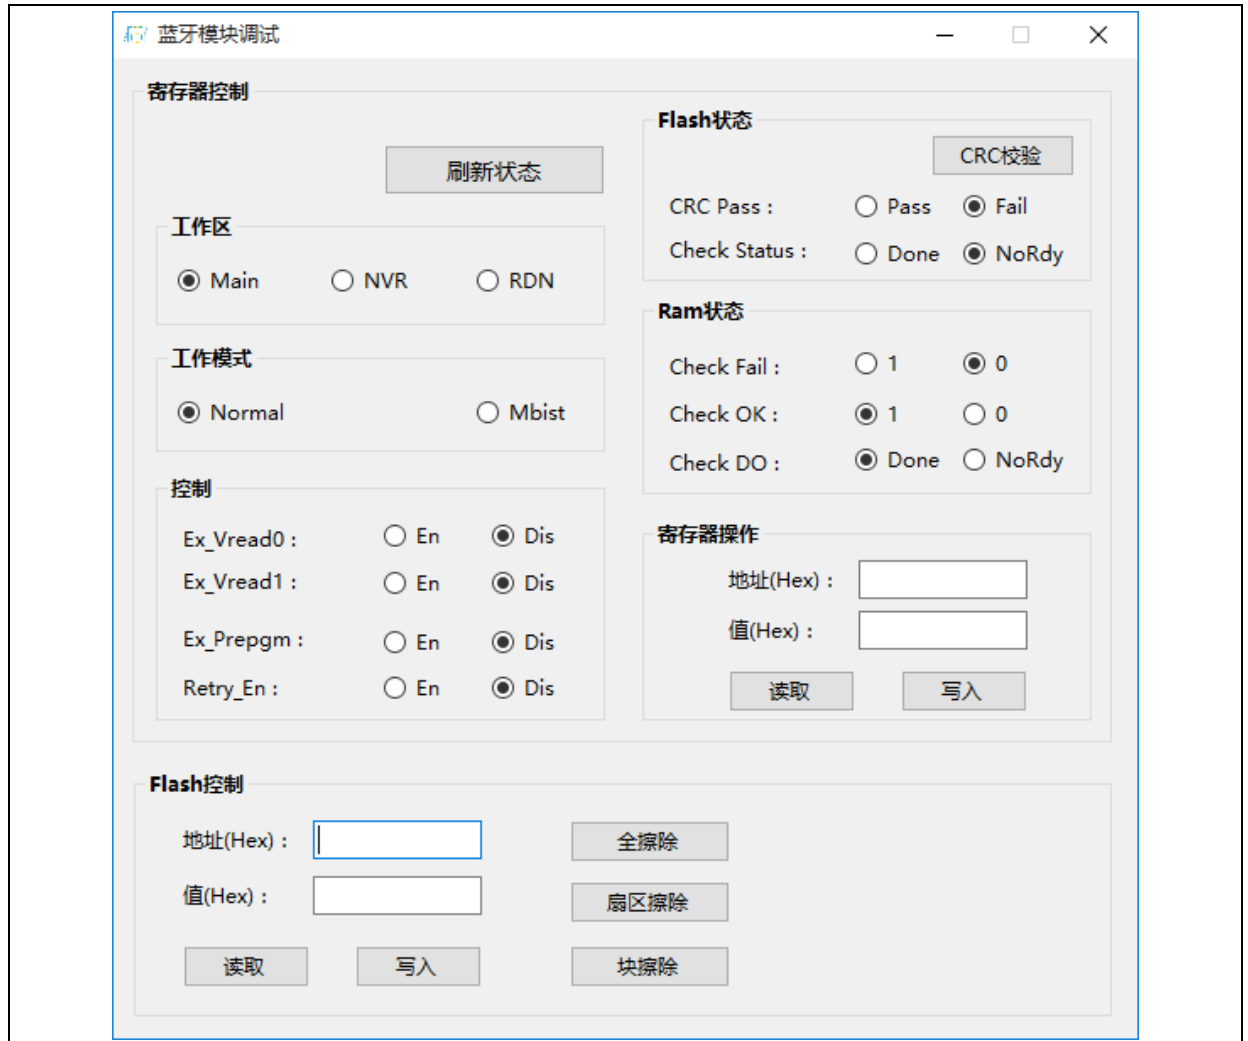 蓝牙模块调试
寄存器控制
刷新状态
工作区
Main NVR RDN
工作模式
Normal Mbist
控制
Ex_Vread0 : En Dis
Ex_Vread1 : En Dis
Ex_Prepgm : En Dis
Retry_En : En Dis
Flash状态
CRC校验
CRC Pass : Pass Fail
Check Status : Done NoRdy
Ram状态
Check Fail : 1 0
Check OK : 1 0
Check DO : Done NoRdy
寄存器操作
地址(Hex) :
值(Hex) :
读取 写入
Flash控制
地址(Hex) : 全擦除
值(Hex) : 扇区擦除
读取 写入 块擦除